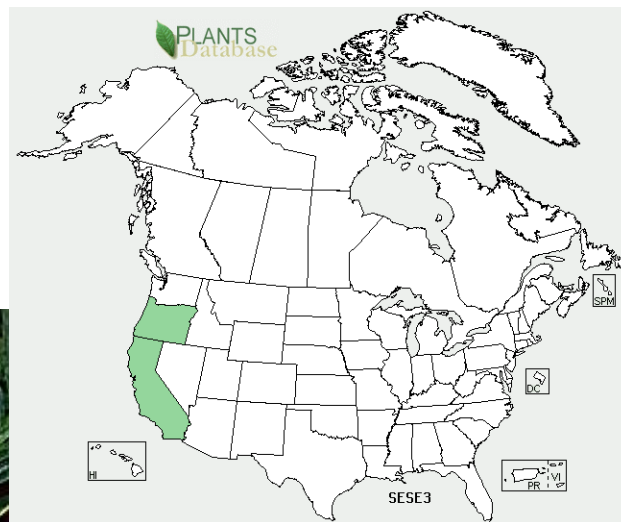 PLANTS
Database
SPM
DC
HI
PR
VI
SESE3